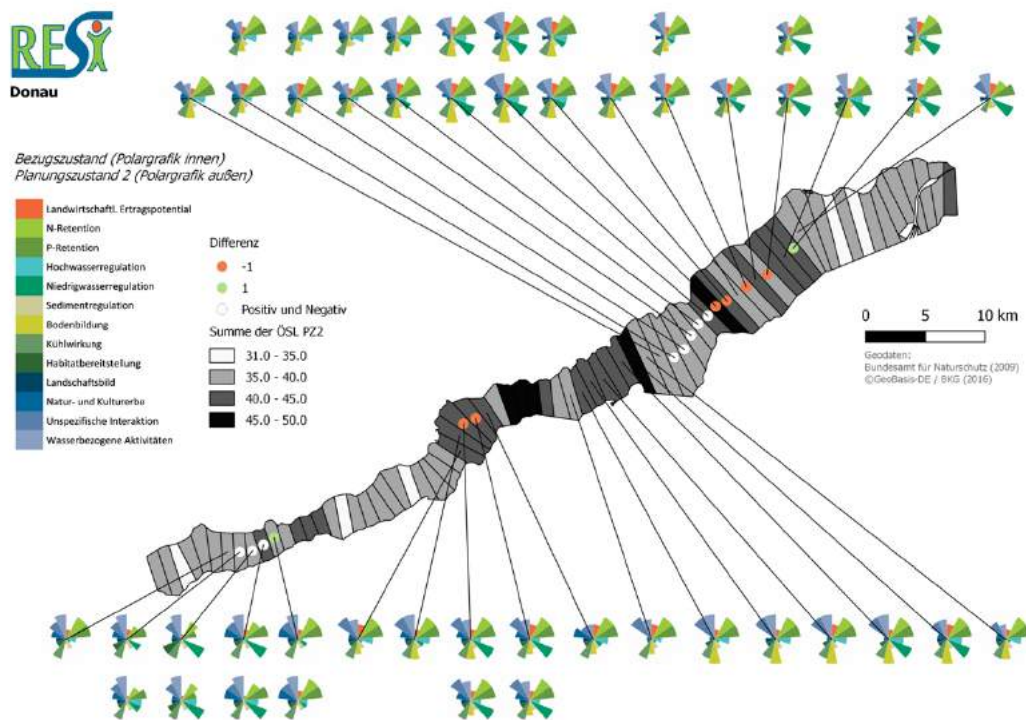 RESI
Donau
Bezugszustand (Polargrafik innen)
Planungszustand 2 (Polargrafik außen)
Landwirtschaftl. Ertragspotential
N-Retention
P-Retention
Hochwasserregulation
Niedrigwasserregulation
Sedimentregulation
Bodenbildung
Kühlwirkung
Habitatbereitstellung
Landschaftsbild
Natur- und Kulturerbe
Unspezifische Interaktion
Wasserbezogene Aktivitäten
Differenz
-1
1
Positiv und Negativ
Summe der ÖSL PZ2
31.0 - 35.0
35.0 - 40.0
40.0 - 45.0
45.0 - 50.0
0 5 10 km
Geodaten:
Bundesamt für Naturschutz (2009)
©GeoBasis-DE / BKG (2016)